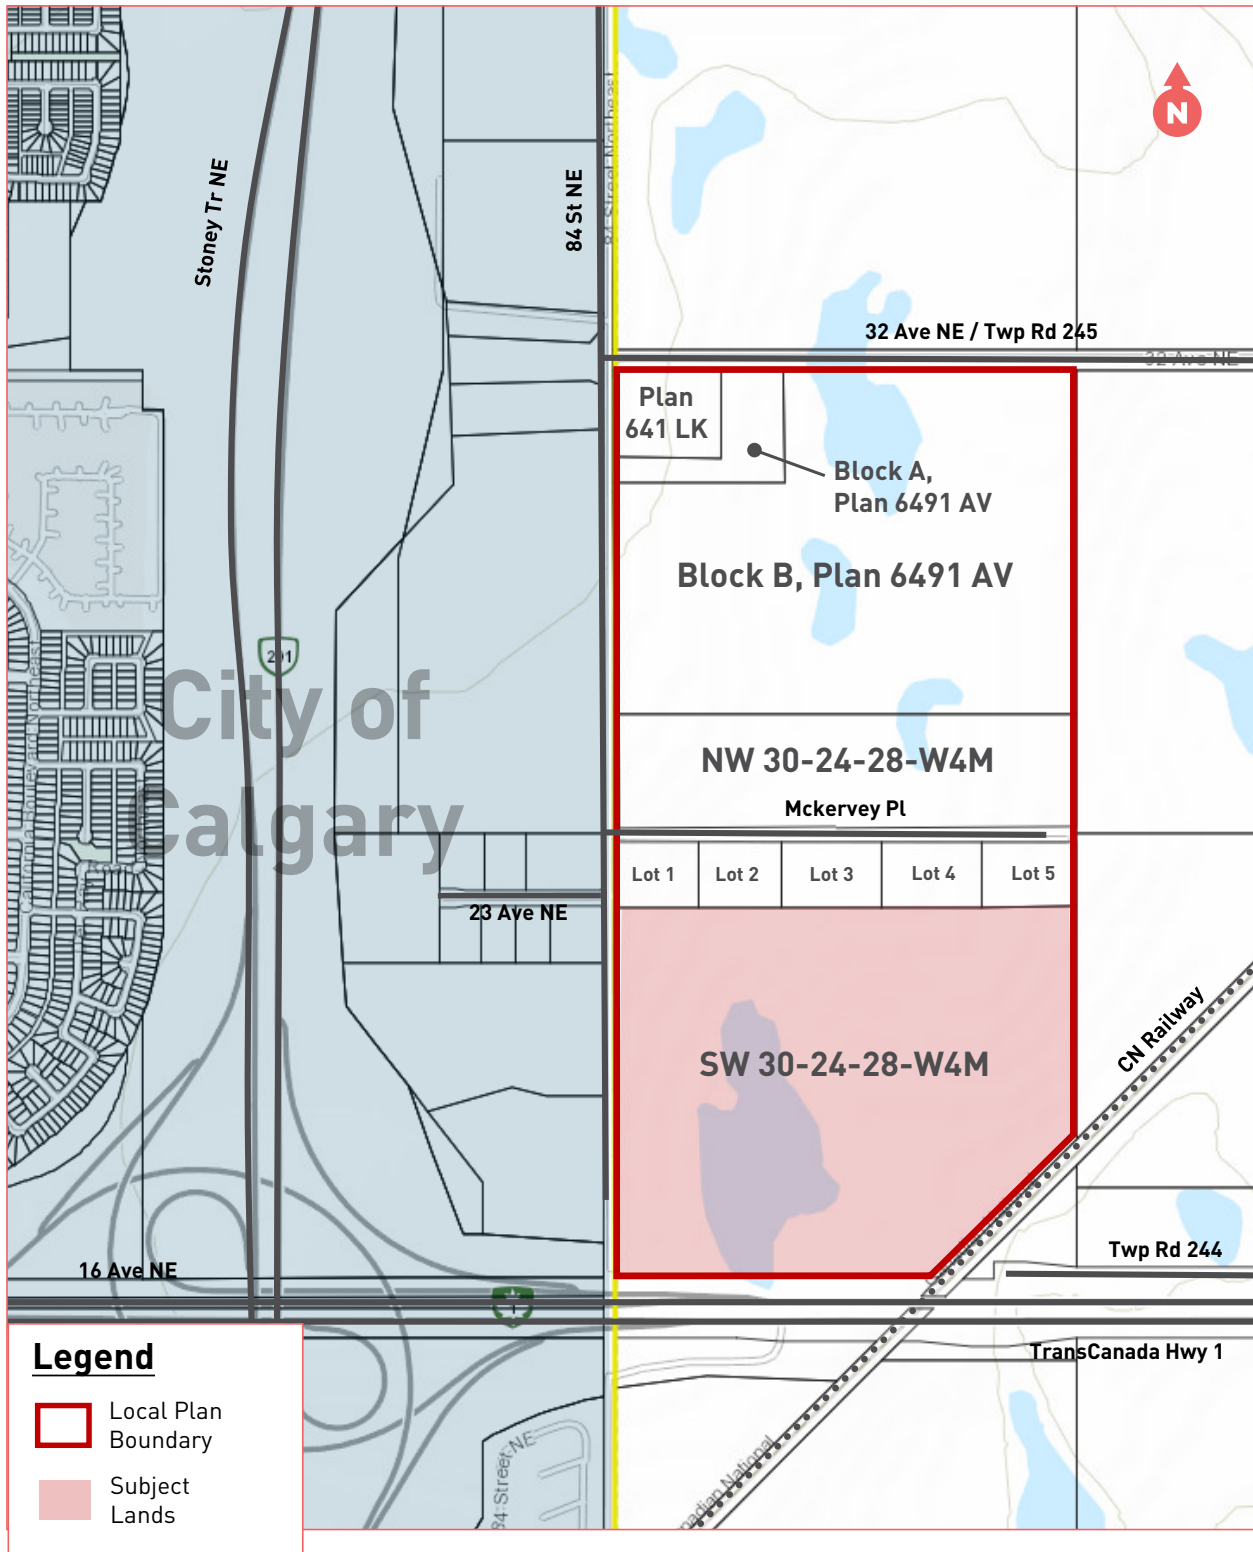 N
Stoney Tr NE
84 St NE
84 Street Northeast
32 Ave NE / Twp Rd 245
32 Ave NE
Plan
641 LK
Block A,
Plan 6491 AV
Block B, Plan 6491 AV
201
City of
Calgary
California Boulevard Northeast
NW 30-24-28-W4M
Mckervey Pl
Lot 1
Lot 2
Lot 3
Lot 4
Lot 5
23 Ave NE
SW 30-24-28-W4M
CN Railway
Twp Rd 244
16 Ave NE
1
TransCanada Hwy 1
84 Street NE
nadian National
Legend
Local Plan
Boundary
Subject
Lands